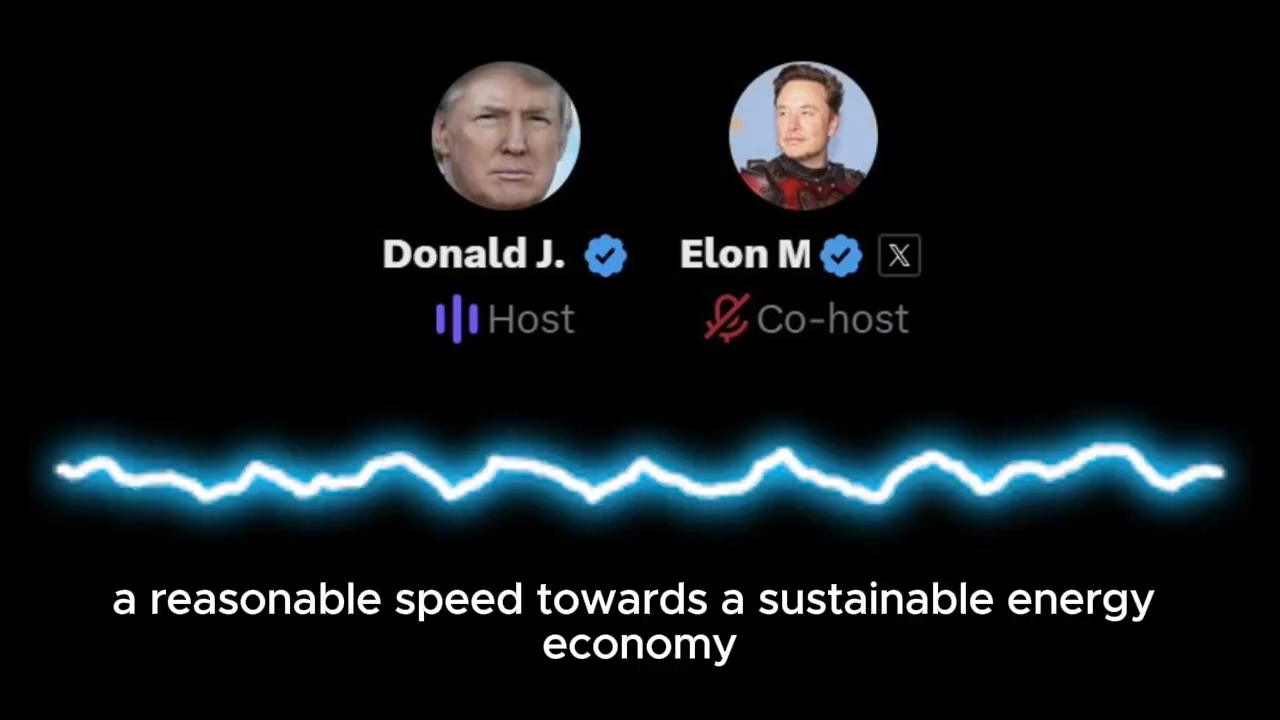 Donald J. Elon M X
Host Co-host
a reasonable speed towards a sustainable energy
economy